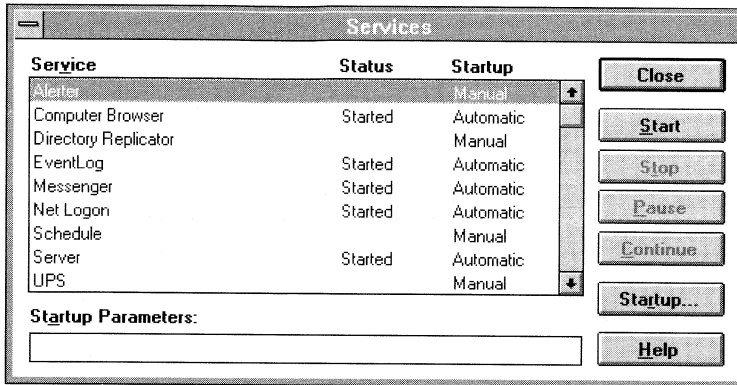 Services
Service Status Startup
Alerter Manual
Computer Browser Started Automatic
Directory Replicator Manual
EventLog Started Automatic
Messenger Started Automatic
Net Logon Started Automatic
Schedule Manual
Server Started Automatic
UPS Manual
Startup Parameters:
Close
Start
Stop
Pause
Continue
Startup...
Help